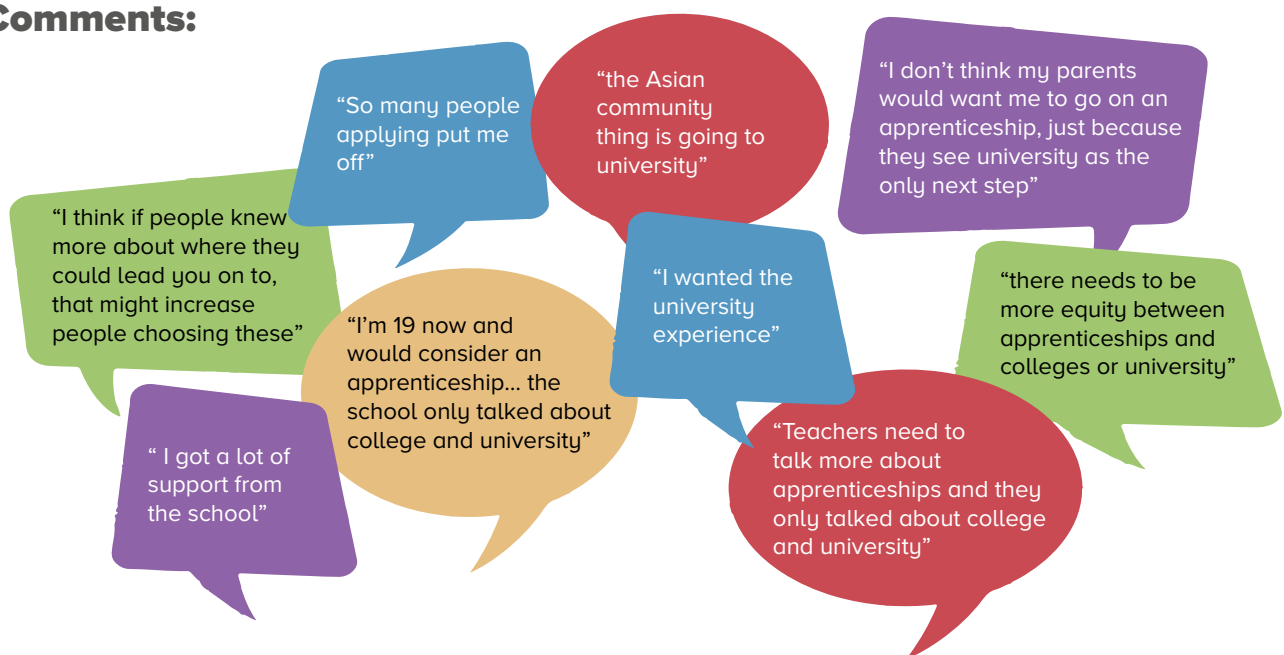 Comments:
“So many people
applying put me
off”
“the Asian
community
thing is going to
university”
“I don’t think my parents
would want me to go on an
apprenticeship, just because
they see university as the
only next step”
“I think if people knew
more about where they
could lead you on to,
that might increase
people choosing these”
“I’m 19 now and
would consider an
apprenticeship... the
school only talked about
college and university”
“I wanted the
university
experience”
“there needs to be
more equity between
apprenticeships and
colleges or university”
“ I got a lot of
support from
the school”
“Teachers need to
talk more about
apprenticeships and they
only talked about college
and university”